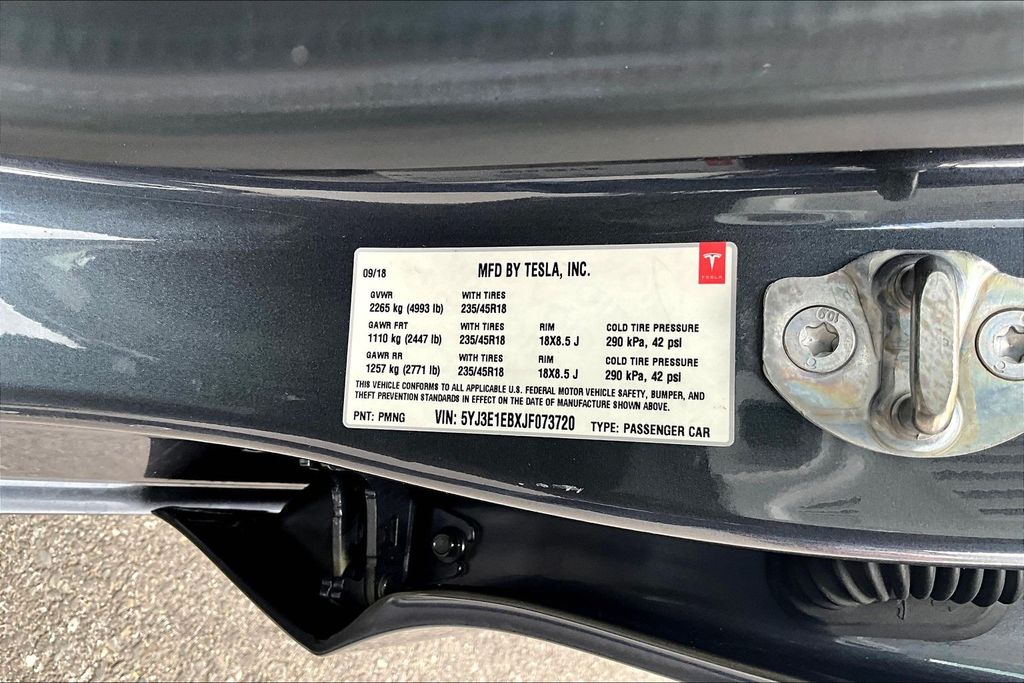 09/18 MFD BY TESLA, INC.
TESLA
GVWR WITH TIRES
2265 kg (4993 lb) 235/45R18
GAWR FRT WITH TIRES RIM COLD TIRE PRESSURE
1110 kg (2447 lb) 235/45R18 18X8.5 J 290 kPa, 42 psi
GAWR RR WITH TIRES RIM COLD TIRE PRESSURE
1257 kg (2771 lb) 235/45R18 18X8.5 J 290 kPa, 42 psi
THIS VEHICLE CONFORMS TO ALL APPLICABLE U.S. FEDERAL MOTOR VEHICLE SAFETY, BUMPER, AND
THEFT PREVENTION STANDARDS IN EFFECT ON THE DATE OF MANUFACTURE SHOWN ABOVE.
PNT: PMNG VIN: 5YJ3E1EBXJF073720 TYPE: PASSENGER CAR